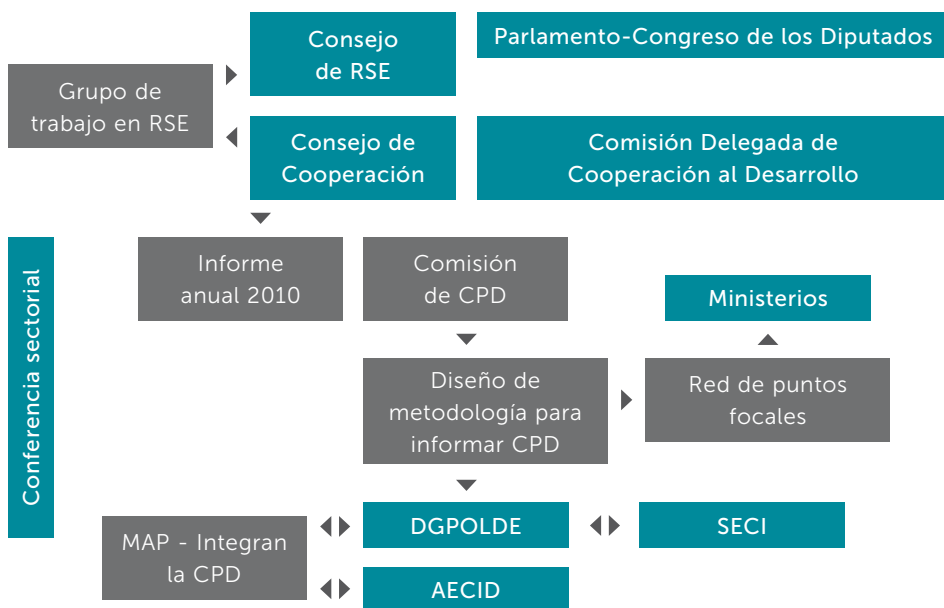 Consejo
de RSE
Parlamento-Congreso de los Diputados
Grupo de
trabajo en RSE
Consejo de
Cooperación
Comisión Delegada de
Cooperación al Desarrollo
Conferencia sectorial
Informe
anual 2010
Comisión
de CPD
Ministerios
Diseño de
metodología para
informar CPD
Red de puntos
focales
MAP - Integran
la CPD
DGPOLDE
SECI
AECID